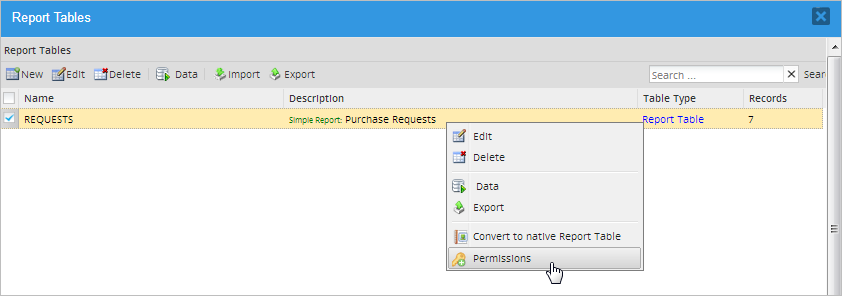 Report Tables
Report Tables
New Edit Delete Data Import Export Search ... Sear
Name Description Table Type Records
REQUESTS Simple Report: Purchase Requests Report Table 7
Edit
Delete
Data
Export
Convert to native Report Table
Permissions